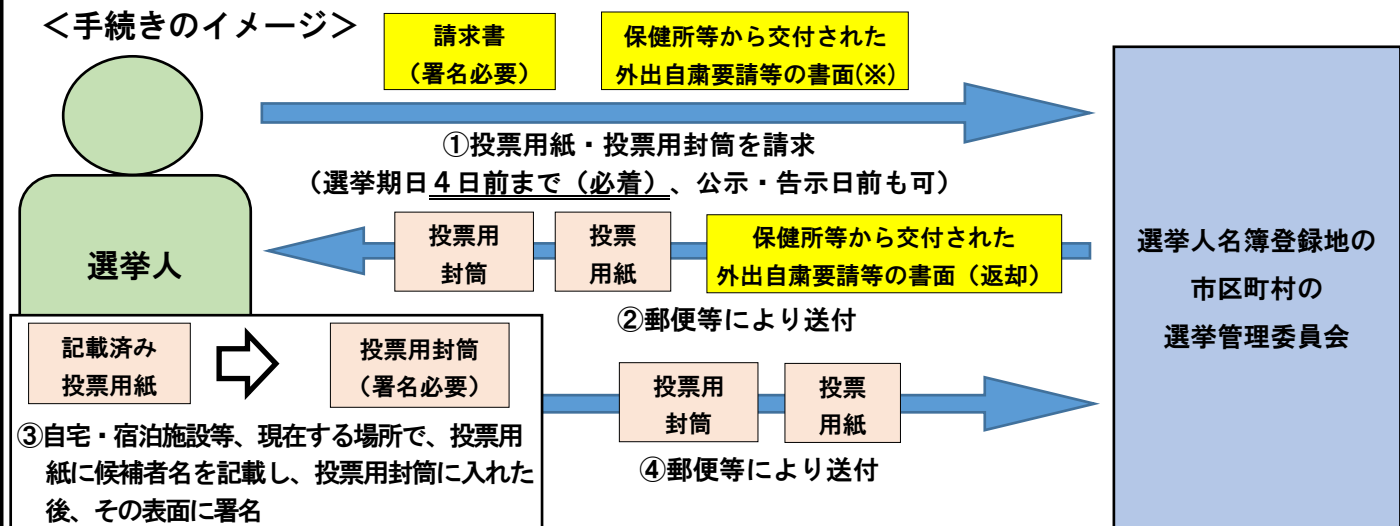 ＜手続きのイメージ＞
請求書
（署名必要）
保健所等から交付された
外出自粛要請等の書面(※)
①投票用紙・投票用封筒を請求
（選挙期日４日前まで（必着）、公示・告示日前も可）
選挙人
投票用
封筒
投票
用紙
保健所等から交付された
外出自粛要請等の書面（返却）
②郵便等により送付
選挙人名簿登録地の
市区町村の
選挙管理委員会
記載済み
投票用紙
投票用封筒
（署名必要）
③自宅・宿泊施設等、現在する場所で、投票用
紙に候補者名を記載し、投票用封筒に入れた
後、その表面に署名
投票用
封筒
投票
用紙
④郵便等により送付